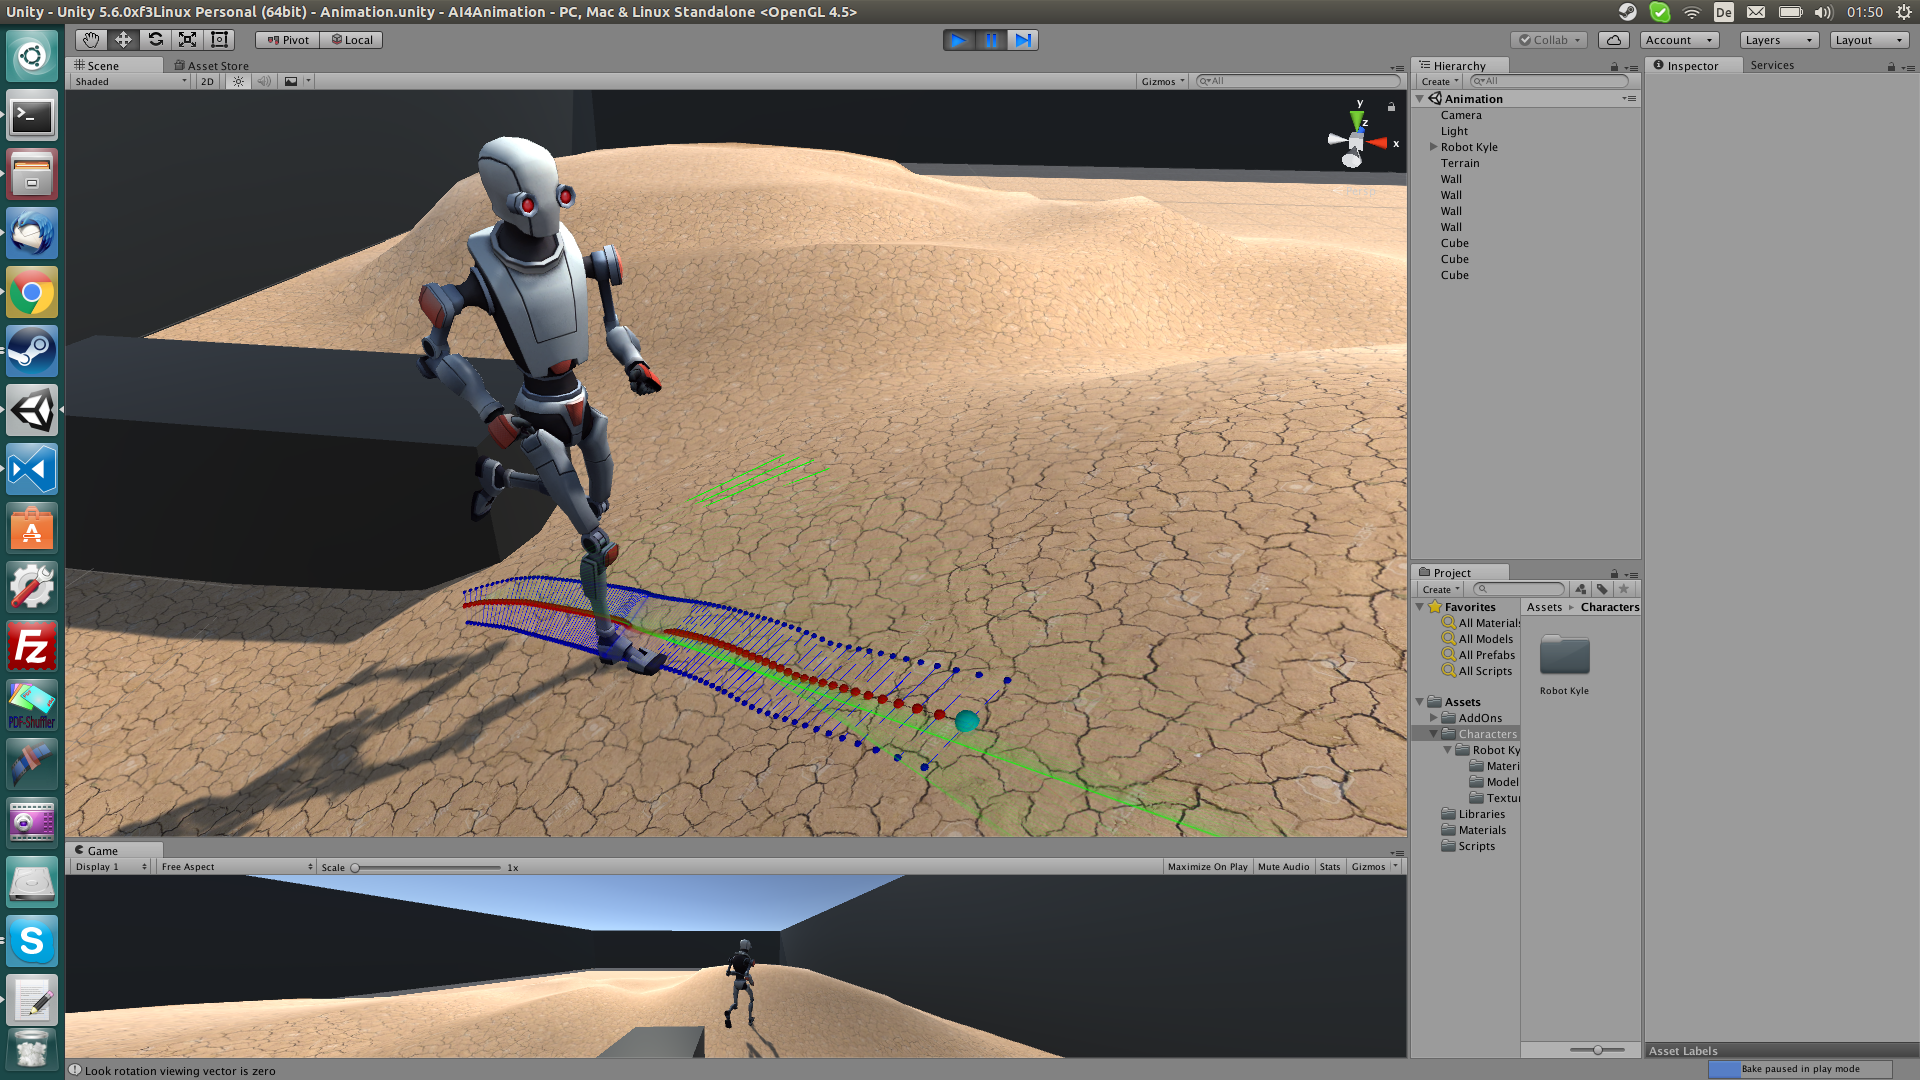 Unity - Unity 5.6.0xf3Linux Personal (64bit) - Animation.unity - AI4Animation - PC, Mac & Linux Standalone <OpenGL 4.5>
De
01:50
Pivot
Local
Collab
Account
Layers
Layout
Scene
Asset Store
Shaded
2D
Gizmos
All
y
z
x
Hierarchy
Create
All
Animation
Camera
Light
Robot Kyle
Terrain
Wall
Wall
Wall
Wall
Cube
Cube
Cube
Inspector
Services
Project
Create
Favorites
All Materials
All Models
All Prefabs
All Scripts
Assets
AddOns
Characters
Robot Ky
Materi
Model
Textur
Libraries
Materials
Scripts
Assets
Characters
Robot Kyle
Game
Display 1
Free Aspect
Scale
1x
Maximize On Play
Mute Audio
Stats
Gizmos
Fz
PDF-Shuffler
S
Look rotation viewing vector is zero
Asset Labels
Bake paused in play mode